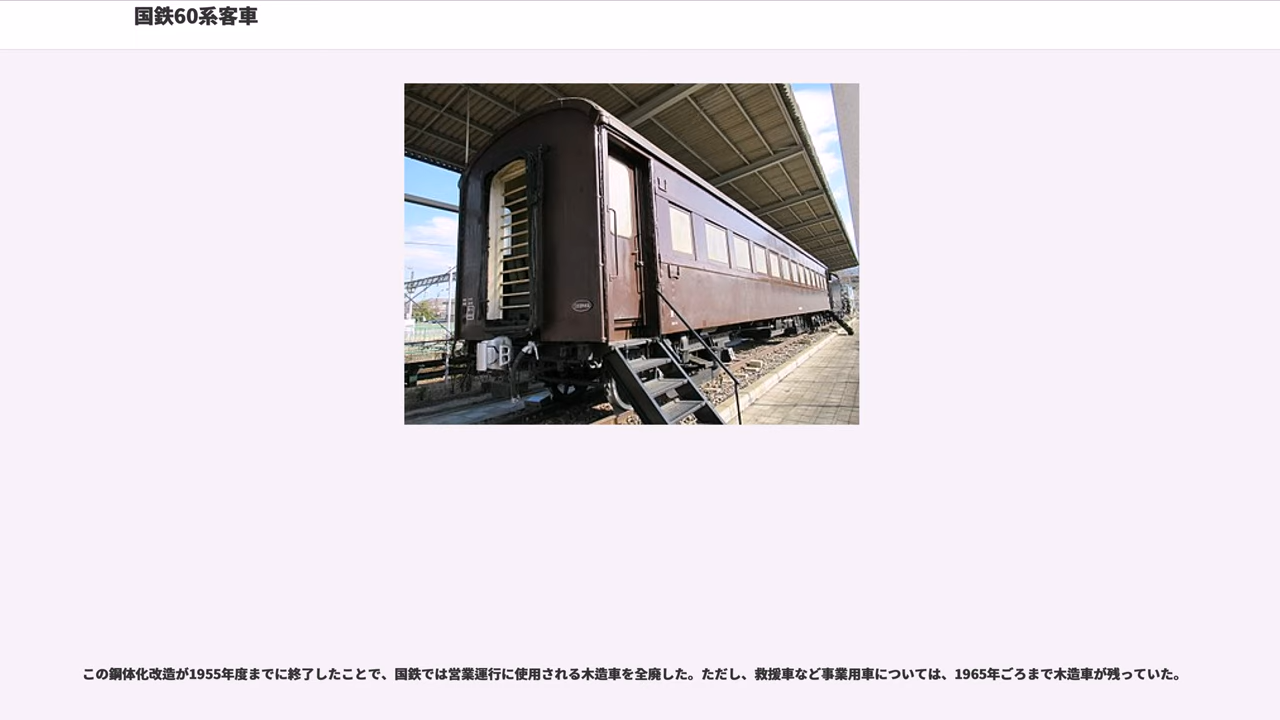 国鉄60系客車
この鋼体化改造が1955年度までに終了したことで、国鉄では営業運行に使用される木造車を全廃した。ただし、救援車など事業用車については、1965年ごろまで木造車が残っていた。